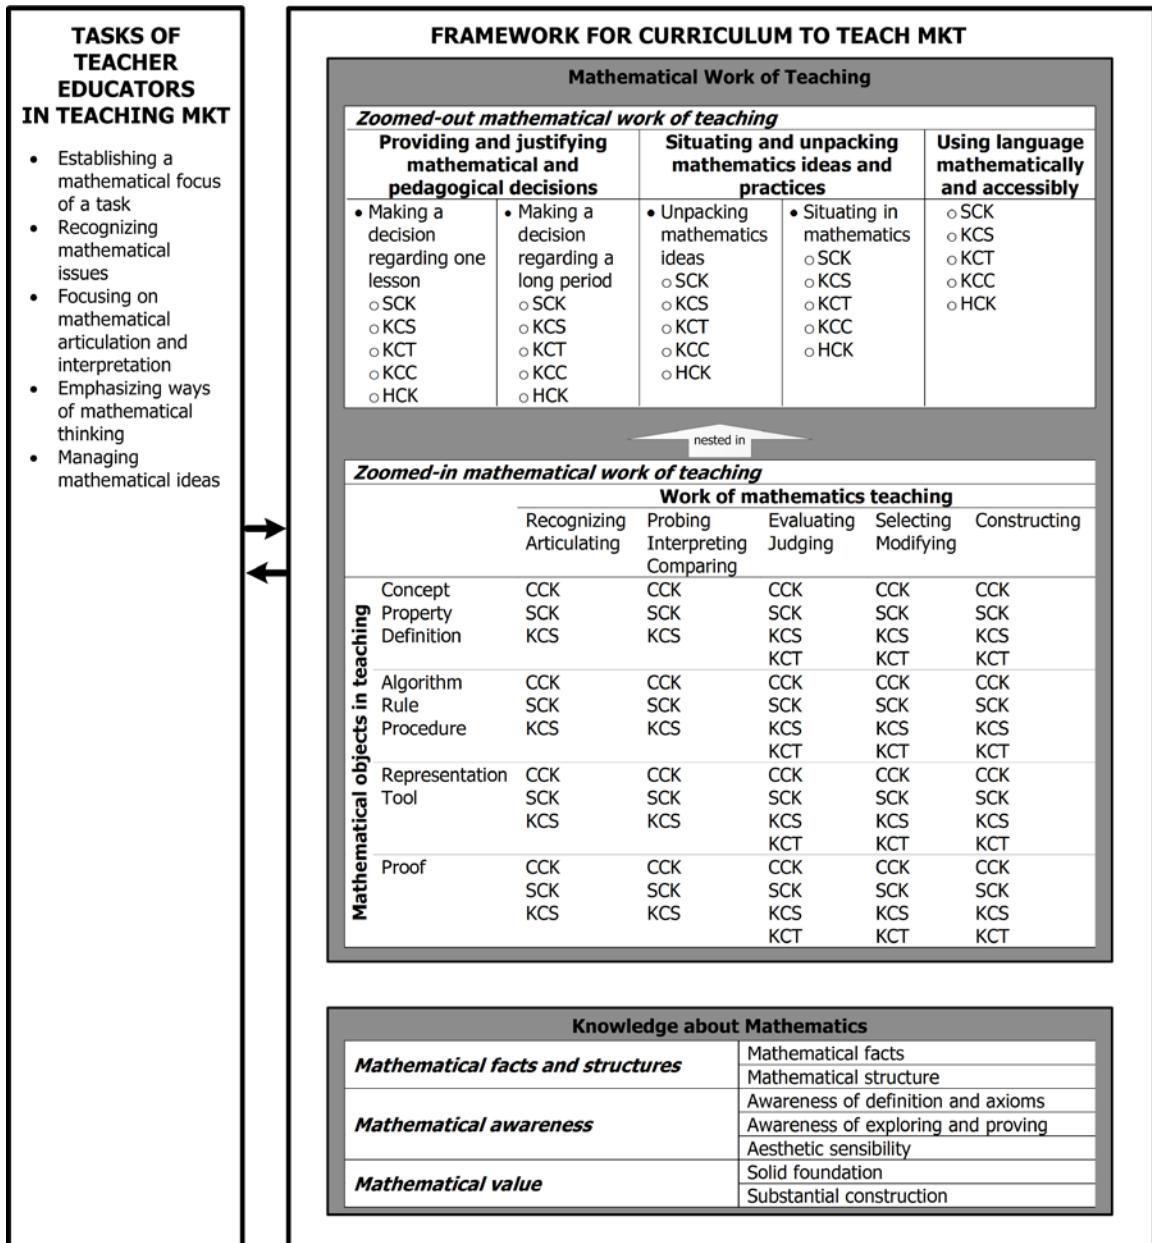 TASKS OF
TEACHER
EDUCATORS
IN TEACHING MKT
• Establishing a
mathematical focus
of a task
• Recognizing
mathematical
issues
• Focusing on
mathematical
articulation and
interpretation
• Emphasizing ways
of mathematical
thinking
• Managing
mathematical ideas
FRAMEWORK FOR CURRICULUM TO TEACH MKT
Mathematical Work of Teaching
Zoomed-out mathematical work of teaching
Providing and justifying
mathematical and
pedagogical decisions
• Making a
decision
regarding one
lesson
○ SCK
○ KCS
○ KCT
○ KCC
○ HCK
• Making a
decision
regarding a
long period
○ SCK
○ KCS
○ KCT
○ KCC
○ HCK
Situating and unpacking
mathematics ideas and
practices
• Unpacking
mathematics
ideas
○ SCK
○ KCS
○ KCT
○ KCC
○ HCK
• Situating in
mathematics
○ SCK
○ KCS
○ KCT
○ KCC
○ HCK
Using language
mathematically
and accessibly
○ SCK
○ KCS
○ KCT
○ KCC
○ HCK
nested in
Zoomed-in mathematical work of teaching
Work of mathematics teaching
Recognizing Probing Evaluating Selecting Constructing
Articulating Interpreting Judging Modifying
Comparing
Mathematical objects in teaching
Concept CCK CCK CCK CCK CCK
Property SCK SCK SCK SCK SCK
Definition KCS KCS KCS KCS KCS
KCT KCT KCT
Algorithm CCK CCK CCK CCK CCK
Rule SCK SCK SCK SCK SCK
Procedure KCS KCS KCS KCS KCS
KCT KCT KCT
Representation CCK CCK CCK CCK CCK
Tool SCK SCK SCK SCK SCK
KCS KCS KCS KCS KCS
KCT KCT KCT
Proof CCK CCK CCK CCK CCK
SCK SCK SCK SCK SCK
KCS KCS KCS KCS KCS
KCT KCT KCT
Knowledge about Mathematics
Mathematical facts and structures
Mathematical facts
Mathematical structure
Mathematical awareness
Awareness of definition and axioms
Awareness of exploring and proving
Aesthetic sensibility
Mathematical value
Solid foundation
Substantial construction